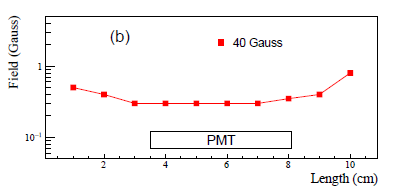 (b)
40 Gauss
Field (Gauss)
1
10⁻¹
PMT
2 4 6 8 10
Length (cm)